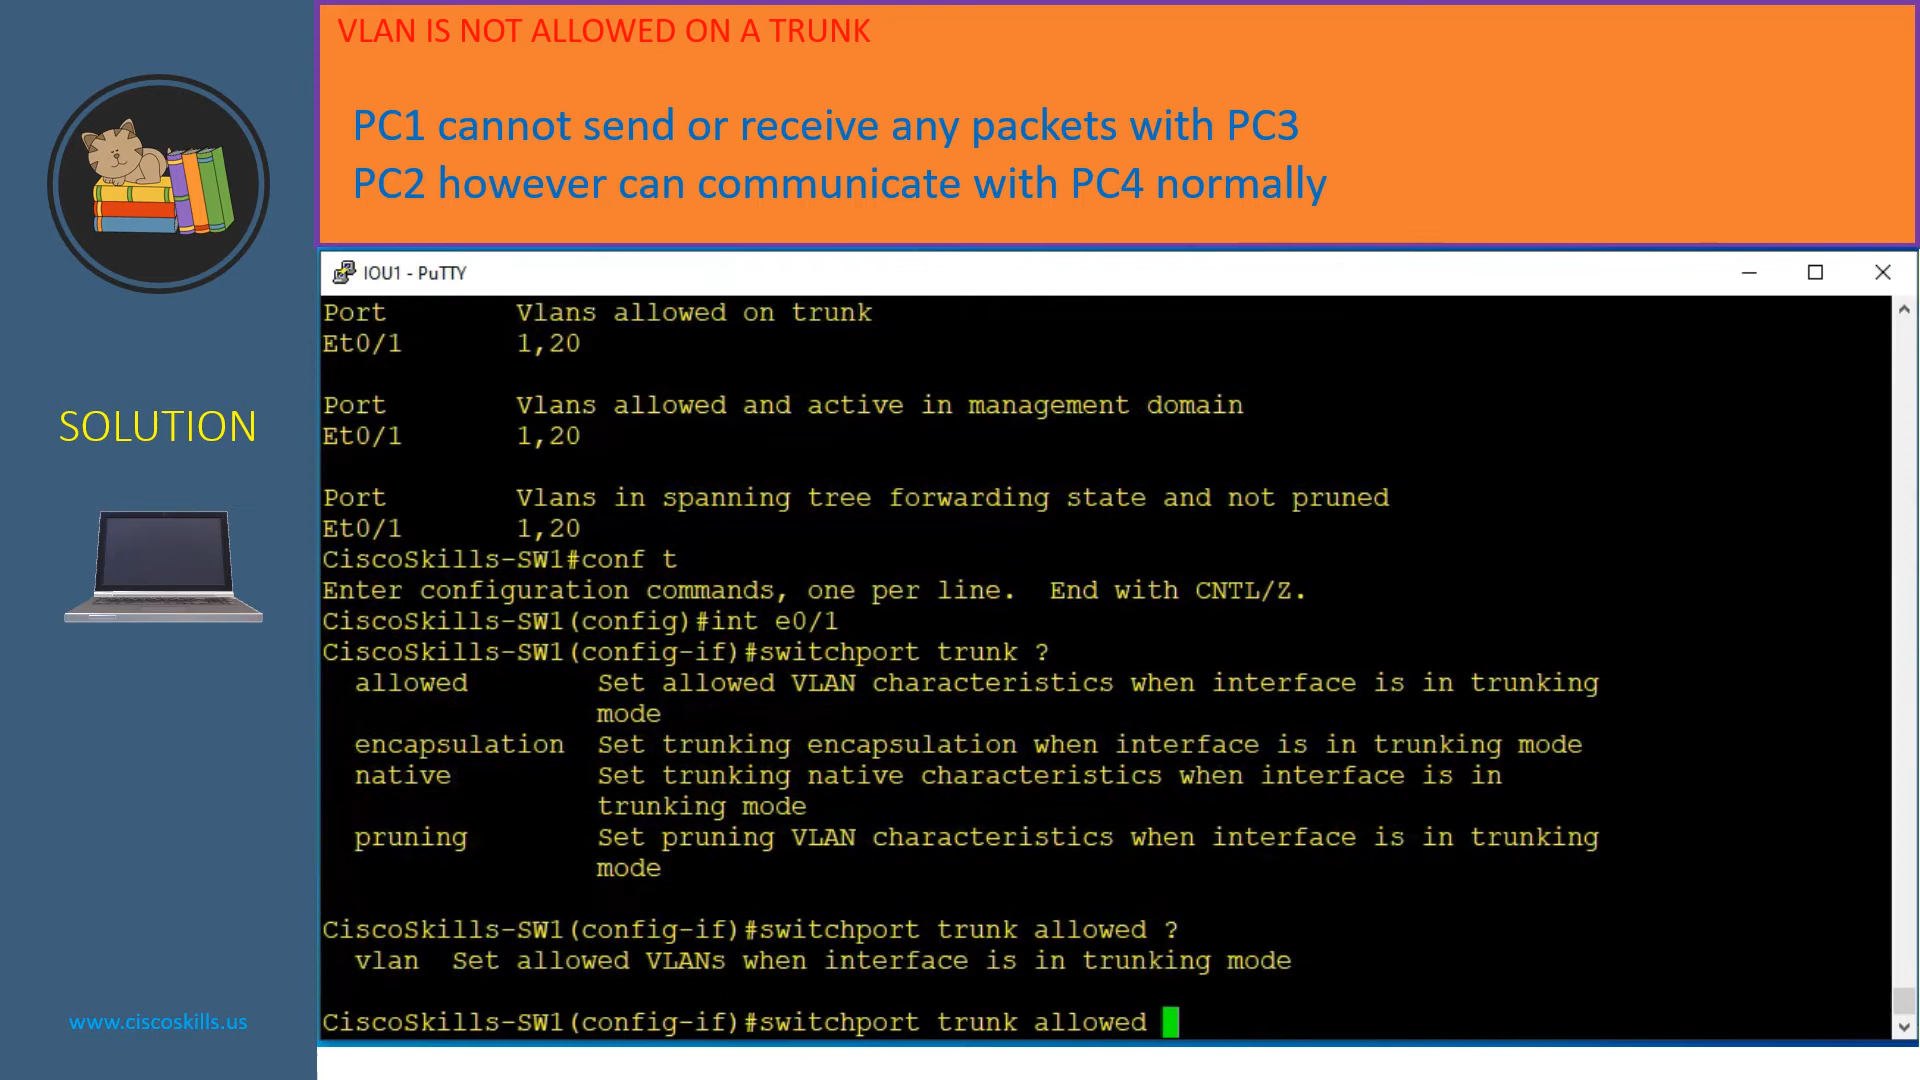 VLAN IS NOT ALLOWED ON A TRUNK
PC1 cannot send or receive any packets with PC3
PC2 however can communicate with PC4 normally
SOLUTION
www.ciscoskills.us
IOU1 - PuTTY
Port Vlans allowed on trunk
Et0/1 1,20
Port Vlans allowed and active in management domain
Et0/1 1,20
Port Vlans in spanning tree forwarding state and not pruned
Et0/1 1,20
CiscoSkills-SW1#conf t
Enter configuration commands, one per line. End with CNTL/Z.
CiscoSkills-SW1(config)#int e0/1
CiscoSkills-SW1(config-if)#switchport trunk ?
allowed Set allowed VLAN characteristics when interface is in trunking
mode
encapsulation Set trunking encapsulation when interface is in trunking mode
native Set trunking native characteristics when interface is in
trunking mode
pruning Set pruning VLAN characteristics when interface is in trunking
mode
CiscoSkills-SW1(config-if)#switchport trunk allowed ?
vlan Set allowed VLANs when interface is in trunking mode
CiscoSkills-SW1(config-if)#switchport trunk allowed